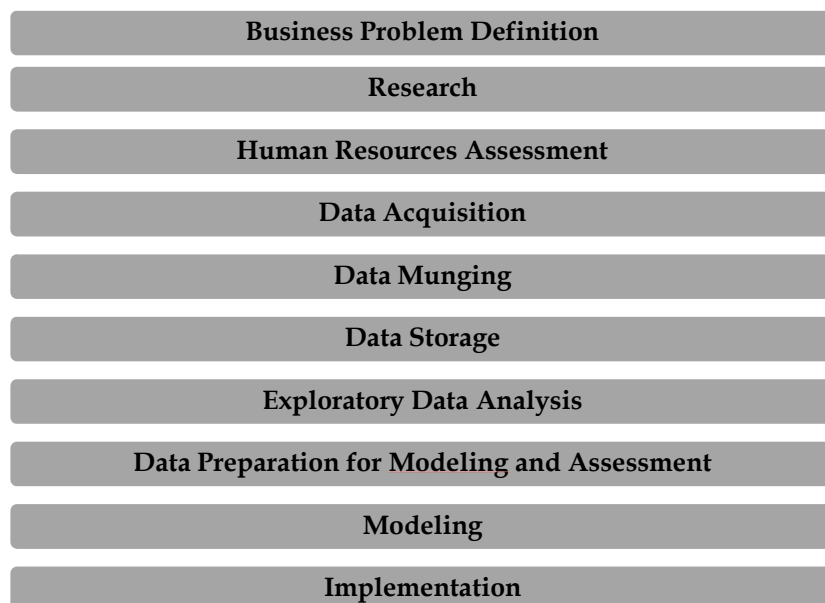 Business Problem Definition
Research
Human Resources Assessment
Data Acquisition
Data Munging
Data Storage
Exploratory Data Analysis
Data Preparation for Modeling and Assessment
Modeling
Implementation